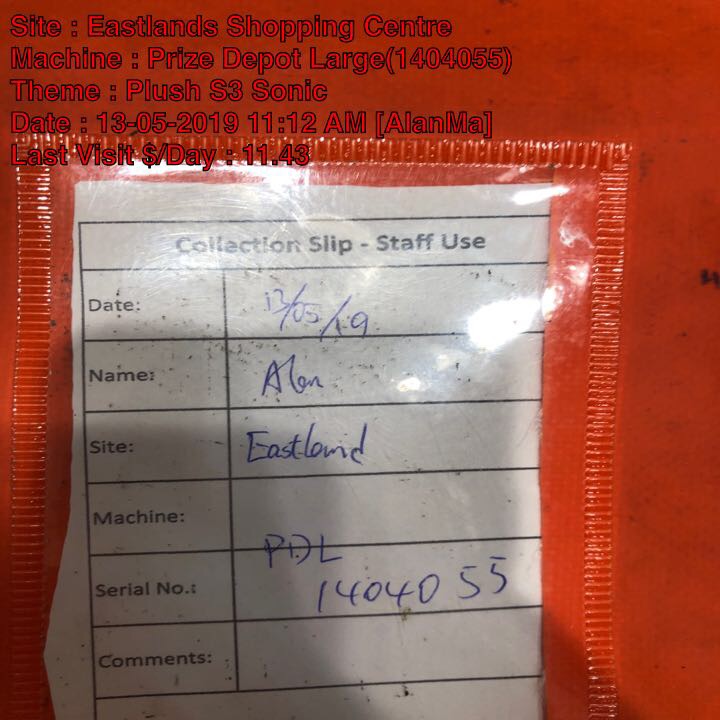 Site : Eastlands Shopping Centre
Machine : Prize Depot Large(1404055)
Theme : Plush S3 Sonic
Date : 13-05-2019 11:12 AM [AlanMa]
Last Visit $/Day : 11.43
Collection Slip - Staff Use
Date: 13/05/19
Name: Alan
Site: Eastland
Machine: PDL
Serial No.: 1404055
Comments: